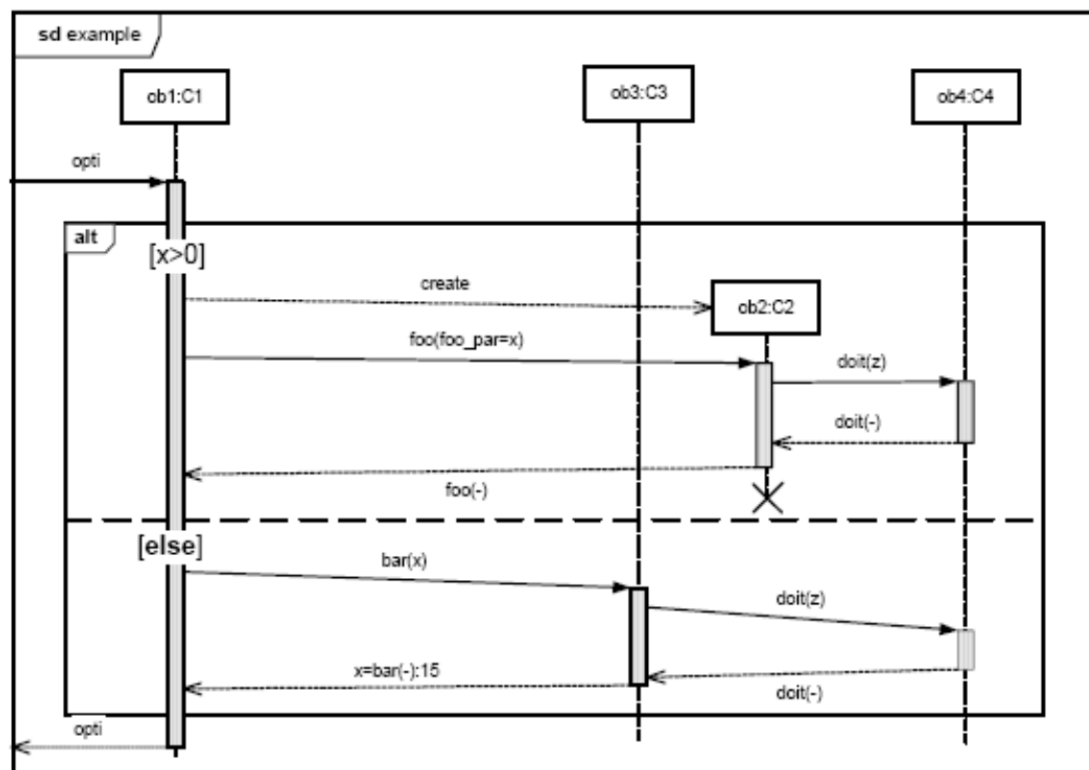 sd example
ob1:C1
ob3:C3
ob4:C4
opti
alt
[x>0]
create
ob2:C2
foo(foo_par=x)
doit(z)
doit(-)
foo(-)
[else]
bar(x)
doit(z)
x=bar(-):15
doit(-)
opti